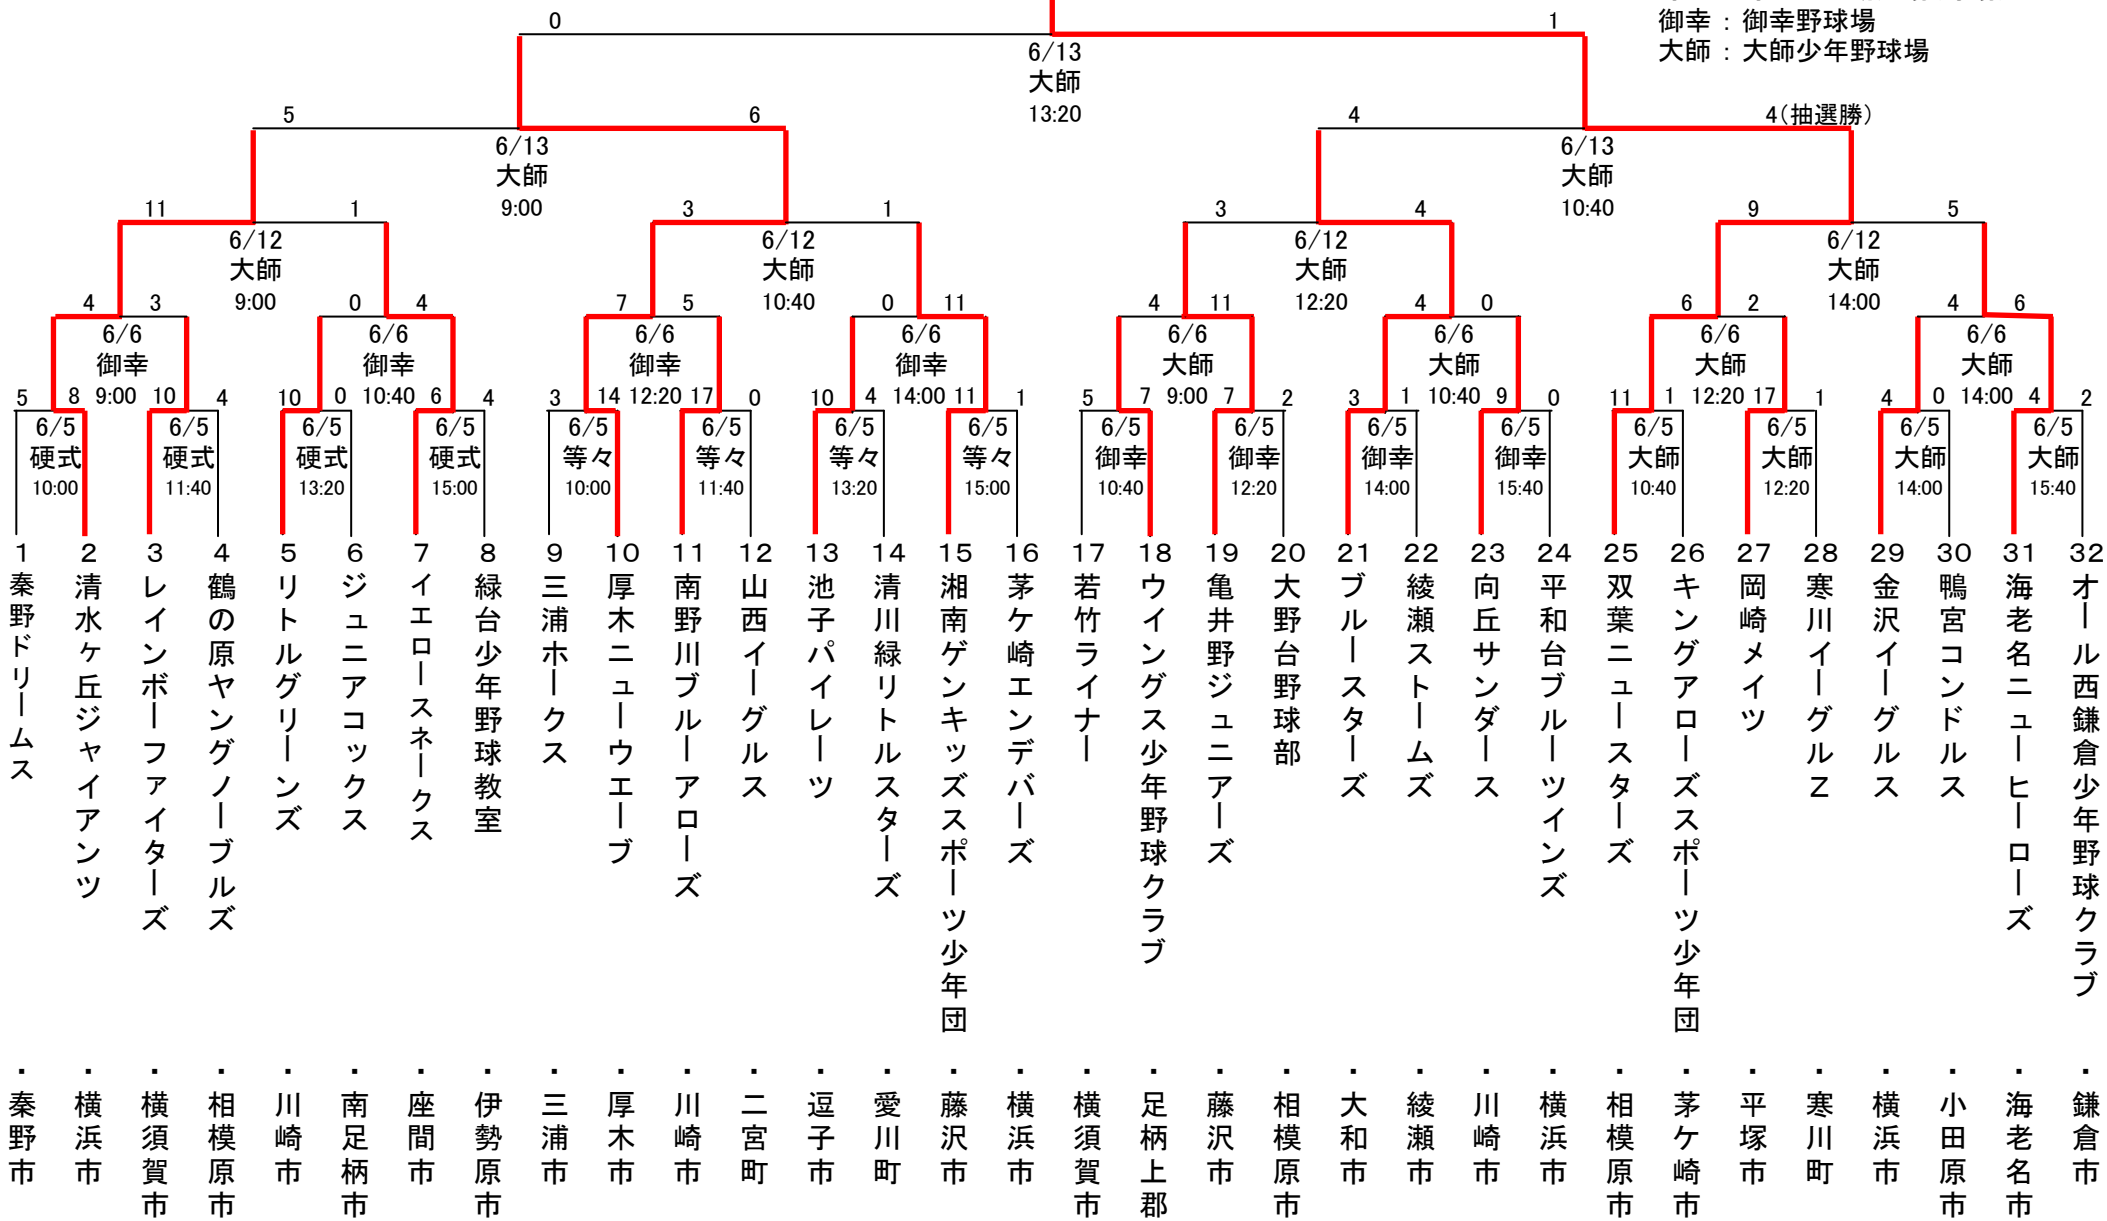 御幸：御幸野球場
大師：大師少年野球場
0
1
6/13
大師
13:20
5
6
4
4(抽選勝)
6/13
大師
9:00
6/13
大師
10:40
11
1
3
1
3
4
9
5
6/12
大師
9:00
6/12
大師
10:40
6/12
大師
12:20
6/12
大師
14:00
4
3
0
4
7
5
0
11
4
11
4
0
6
2
4
6
6/6
御幸
9:00
6/6
御幸
10:40
6/6
御幸
12:20
6/6
御幸
14:00
6/6
大師
9:00
6/6
大師
10:40
6/6
大師
12:20
6/6
大師
14:00
5
8
10
4
10
0
6
4
3
14
17
0
10
4
11
1
5
7
7
2
3
1
9
0
11
1
17
1
4
0
4
2
6/5
硬式
10:00
6/5
硬式
11:40
6/5
硬式
13:20
6/5
硬式
15:00
6/5
等々
10:00
6/5
等々
11:40
6/5
等々
13:20
6/5
等々
15:00
6/5
御幸
10:40
6/5
御幸
12:20
6/5
御幸
14:00
6/5
御幸
15:40
6/5
大師
10:40
6/5
大師
12:20
6/5
大師
14:00
6/5
大師
15:40
1 秦野ドリームス・秦野市
2 清水ヶ丘ジャイアンツ・横浜市
3 レインボーファイターズ・横須賀市
4 鶴の原ヤングノーブルズ・相模原市
5 リトルグリーンズ・川崎市
6 ジュニアコックス・南足柄市
7 イエロースネークス・座間市
8 緑台少年野球教室・伊勢原市
9 三浦ホークス・三浦市
10 厚木ニューウエーブ・厚木市
11 南野川ブルーアローズ・川崎市
12 山西イーグルス・二宮町
13 池子パイレーツ・逗子市
14 清川緑リトルスターズ・愛川町
15 湘南ゲンキッズスポーツ少年団・藤沢市
16 茅ケ崎エンデバーズ・横浜市
17 若竹ライナー・横須賀市
18 ウイングス少年野球クラブ・足柄上郡
19 亀井野ジュニアーズ・藤沢市
20 大野台野球部・相模原市
21 ブルースターズ・大和市
22 綾瀬ストームズ・綾瀬市
23 向丘サンダース・川崎市
24 平和台ブルーツインズ・横浜市
25 双葉ニュースターズ・相模原市
26 キングアローズスポーツ少年団・茅ケ崎市
27 岡崎メイツ・平塚市
28 寒川イーグルZ・寒川町
29 金沢イーグルス・横浜市
30 鴨宮コンドルス・小田原市
31 海老名ニューヒーローズ・海老名市
32 オール西鎌倉少年野球クラブ・鎌倉市